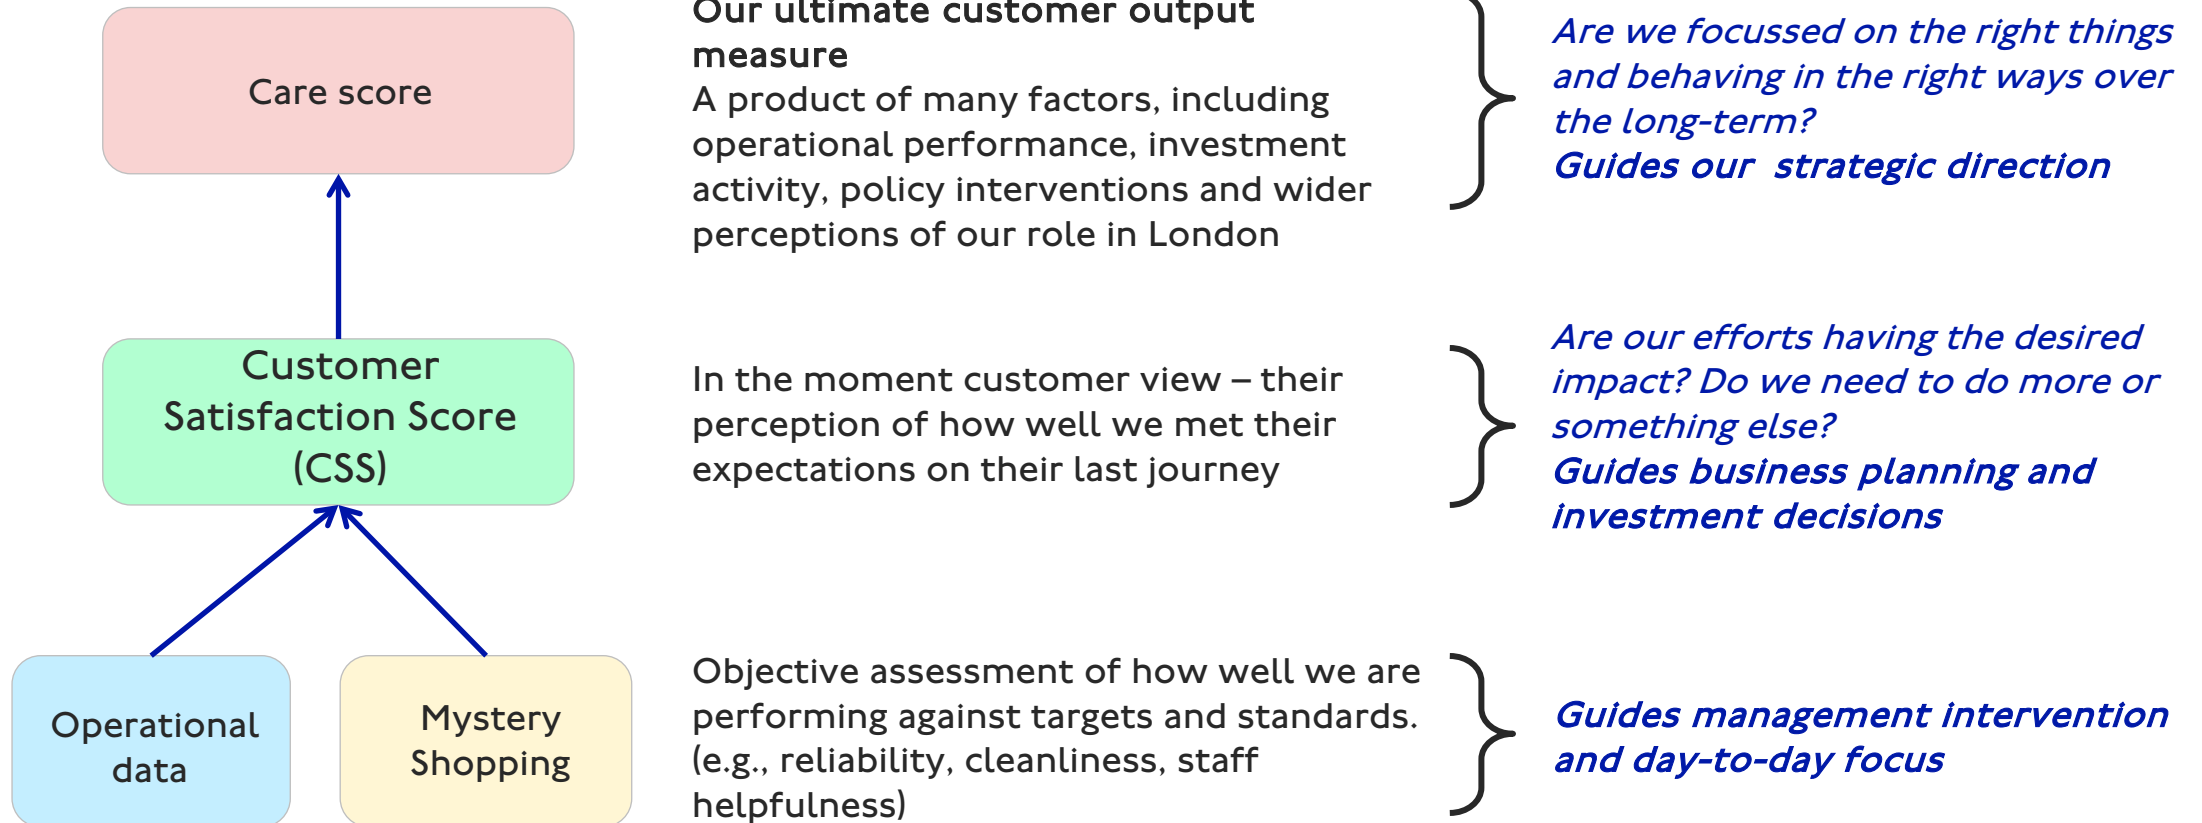 Care score
Our ultimate customer output
measure
A product of many factors, including
operational performance, investment
activity, policy interventions and wider
perceptions of our role in London
Are we focussed on the right things
and behaving in the right ways over
the long-term?
Guides our  strategic direction
Customer
Satisfaction Score
(CSS)
In the moment customer view – their
perception of how well we met their
expectations on their last journey
Are our efforts having the desired
impact? Do we need to do more or
something else?
Guides business planning and
investment decisions
Operational
data
Mystery
Shopping
Objective assessment of how well we are
performing against targets and standards.
(e.g., reliability, cleanliness, staff
helpfulness)
Guides management intervention
and day-to-day focus